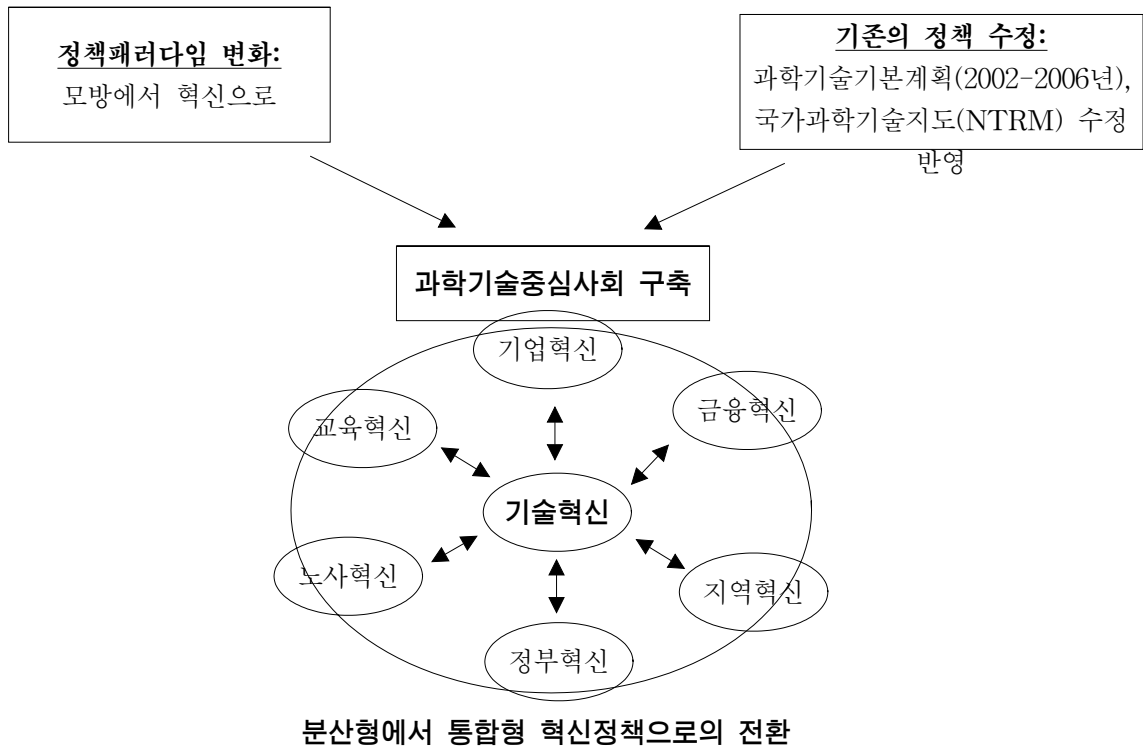 정책패러다임 변화:
모방에서 혁신으로
기존의 정책 수정:
과학기술기본계획(2002-2006년),
국가과학기술지도(NTRM) 수정
반영
과학기술중심사회 구축
기업혁신
교육혁신
금융혁신
기술혁신
노사혁신
지역혁신
정부혁신
분산형에서 통합형 혁신정책으로의 전환